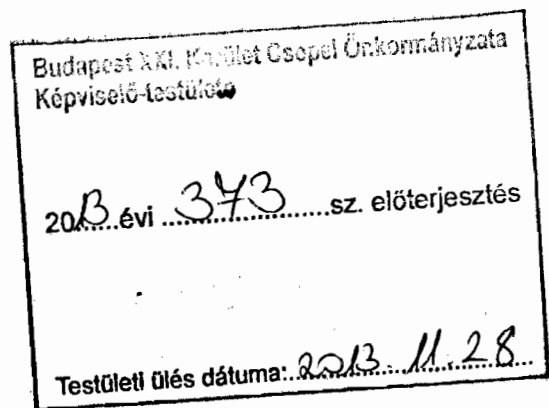 Budapest XXI. Kerület Csepel Önkormányzata
Képviselő-testülete
2013 évi 373 sz. előterjesztés
Testületi ülés dátuma: 2013. 11. 28